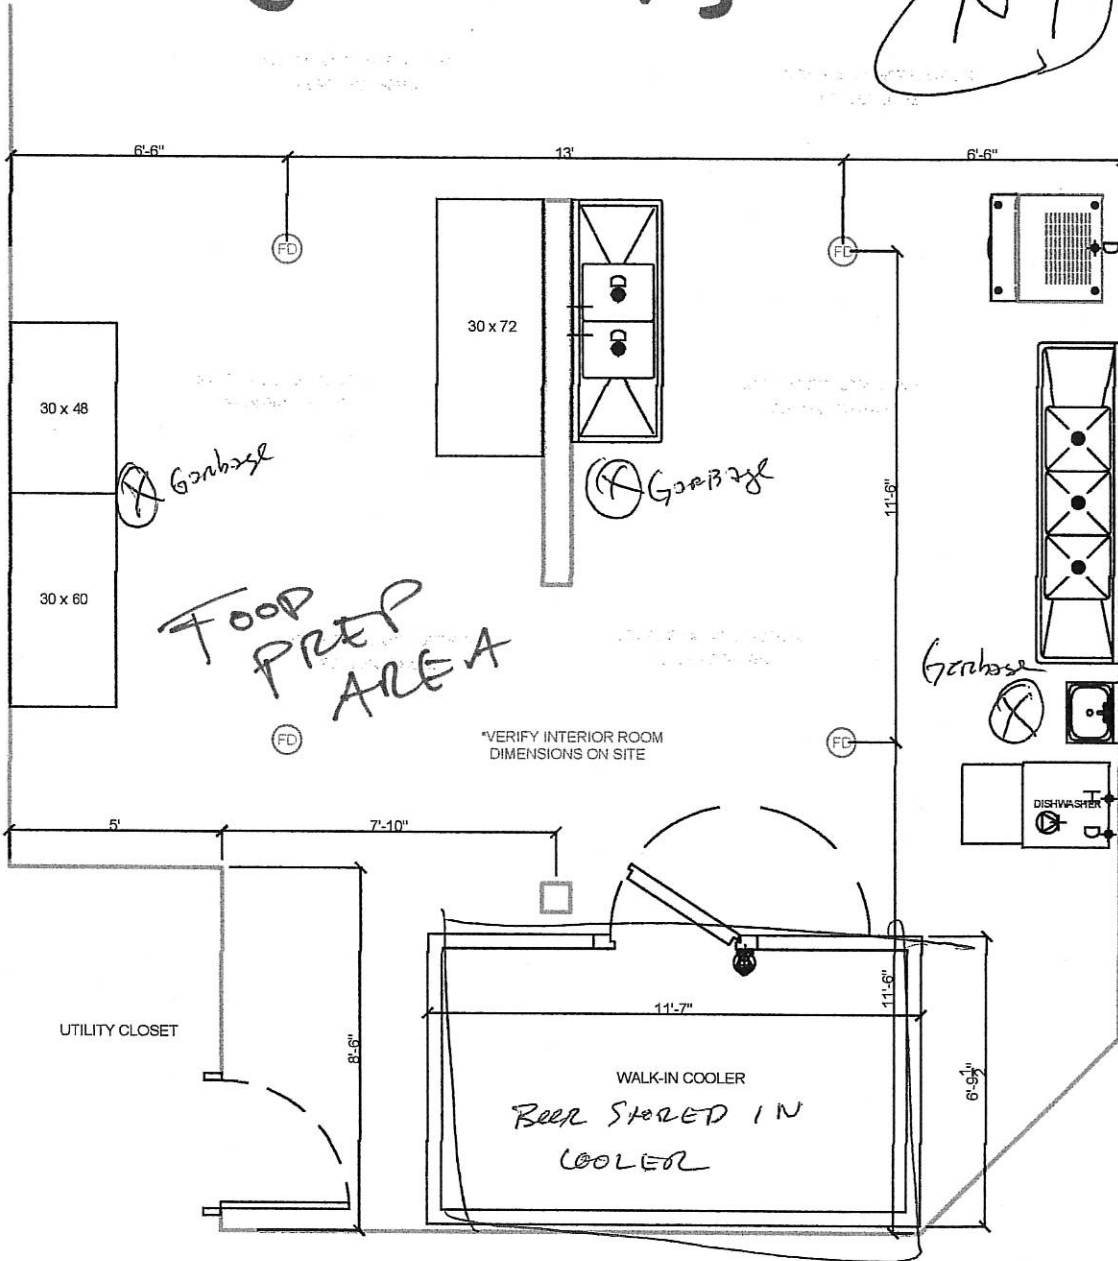 6'-6"
13'
6'-6"
FD
FD
D
30 x 72
D
D
30 x 48
Garbage
GarBage
11'-6"
30 x 60
FOOD
PREP
AREA
Garbage
FD
*VERIFY INTERIOR ROOM
DIMENSIONS ON SITE
FD
H
DISHWASHER
D
5'
7'-10"
11'-6"
11'-7"
UTILITY CLOSET
8'-6"
WALK-IN COOLER
6'-9½"
BEER STORED IN
COOLER